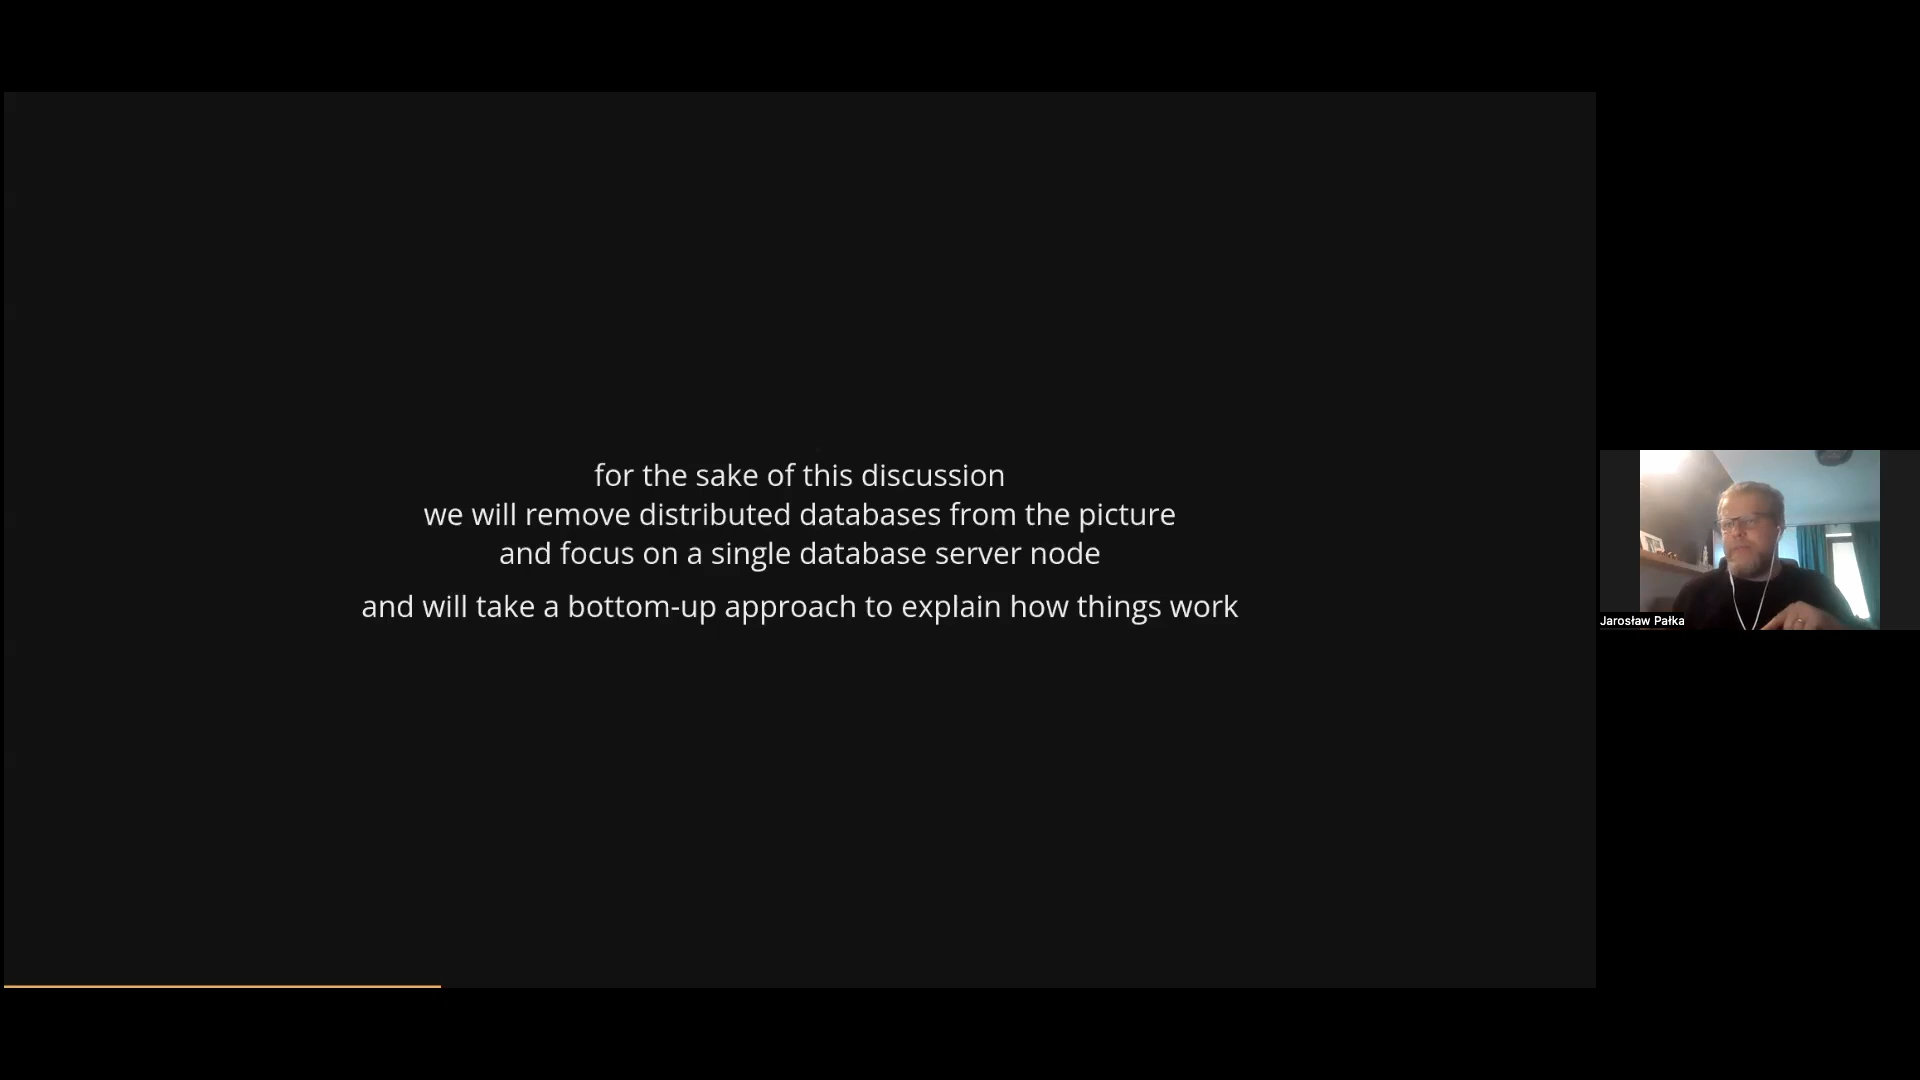 for the sake of this discussion
we will remove distributed databases from the picture
and focus on a single database server node
and will take a bottom-up approach to explain how things work
Jarosław Pałka